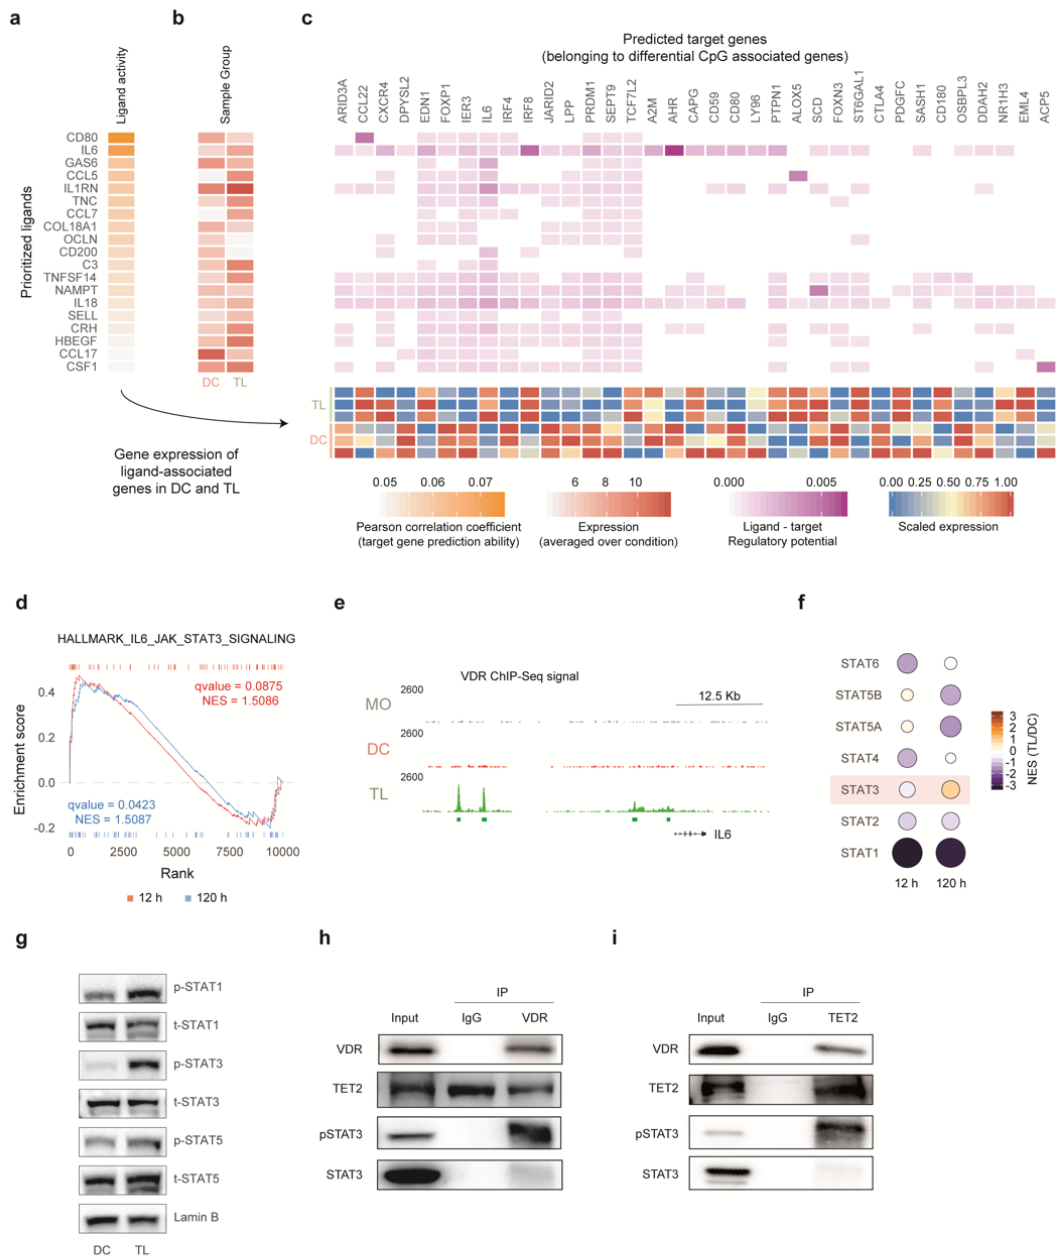 a
b
c
Ligand activity
Sample Group
Predicted target genes
(belonging to differential CpG associated genes)
ARID3A
CCL22
CXCR4
DPYSL2
EDN1
FOXP1
IER3
IL6
IRF4
IRF8
JARID2
LPP
PRDM1
SEPT9
TCF7L2
A2M
AHR
CAPG
CD59
CD80
LY96
PTPN1
ALOX5
SCD
FOXN3
ST6GAL1
CTLA4
PDGFC
SASH1
CD180
OSBPL3
DDAH2
NR1H3
EML4
ACP5
Prioritized ligands
CD80
IL6
GAS6
CCL5
IL1RN
TNC
CCL7
COL18A1
OCLN
CD200
C3
TNFSF14
NAMPT
IL18
SELL
CRH
HBEGF
CCL17
CSF1
DC TL
TL
DC
Gene expression of
ligand-associated
genes in DC and TL
0.05 0.06 0.07
Pearson correlation coefficient
(target gene prediction ability)
6 8 10
Expression
(averaged over condition)
0.000 0.005
Ligand - target
Regulatory potential
0.00 0.25 0.50 0.75 1.00
Scaled expression
d
HALLMARK_IL6_JAK_STAT3_SIGNALING
Enrichment score
0.4
0.2
0.0
-0.2
qvalue = 0.0875
NES = 1.5086
qvalue = 0.0423
NES = 1.5087
0 2500 5000 7500 10000
Rank
12 h 120 h
e
VDR ChIP-Seq signal
2600
12.5 Kb
MO
2600
DC
2600
TL
IL6
f
STAT6
STAT5B
STAT5A
STAT4
STAT3
STAT2
STAT1
12 h 120 h
3
2
1
0
-1
-2
-3
NES (TL/DC)
g
p-STAT1
t-STAT1
p-STAT3
t-STAT3
p-STAT5
t-STAT5
Lamin B
DC TL
h
IP
Input IgG VDR
VDR
TET2
pSTAT3
STAT3
i
IP
Input IgG TET2
VDR
TET2
pSTAT3
STAT3